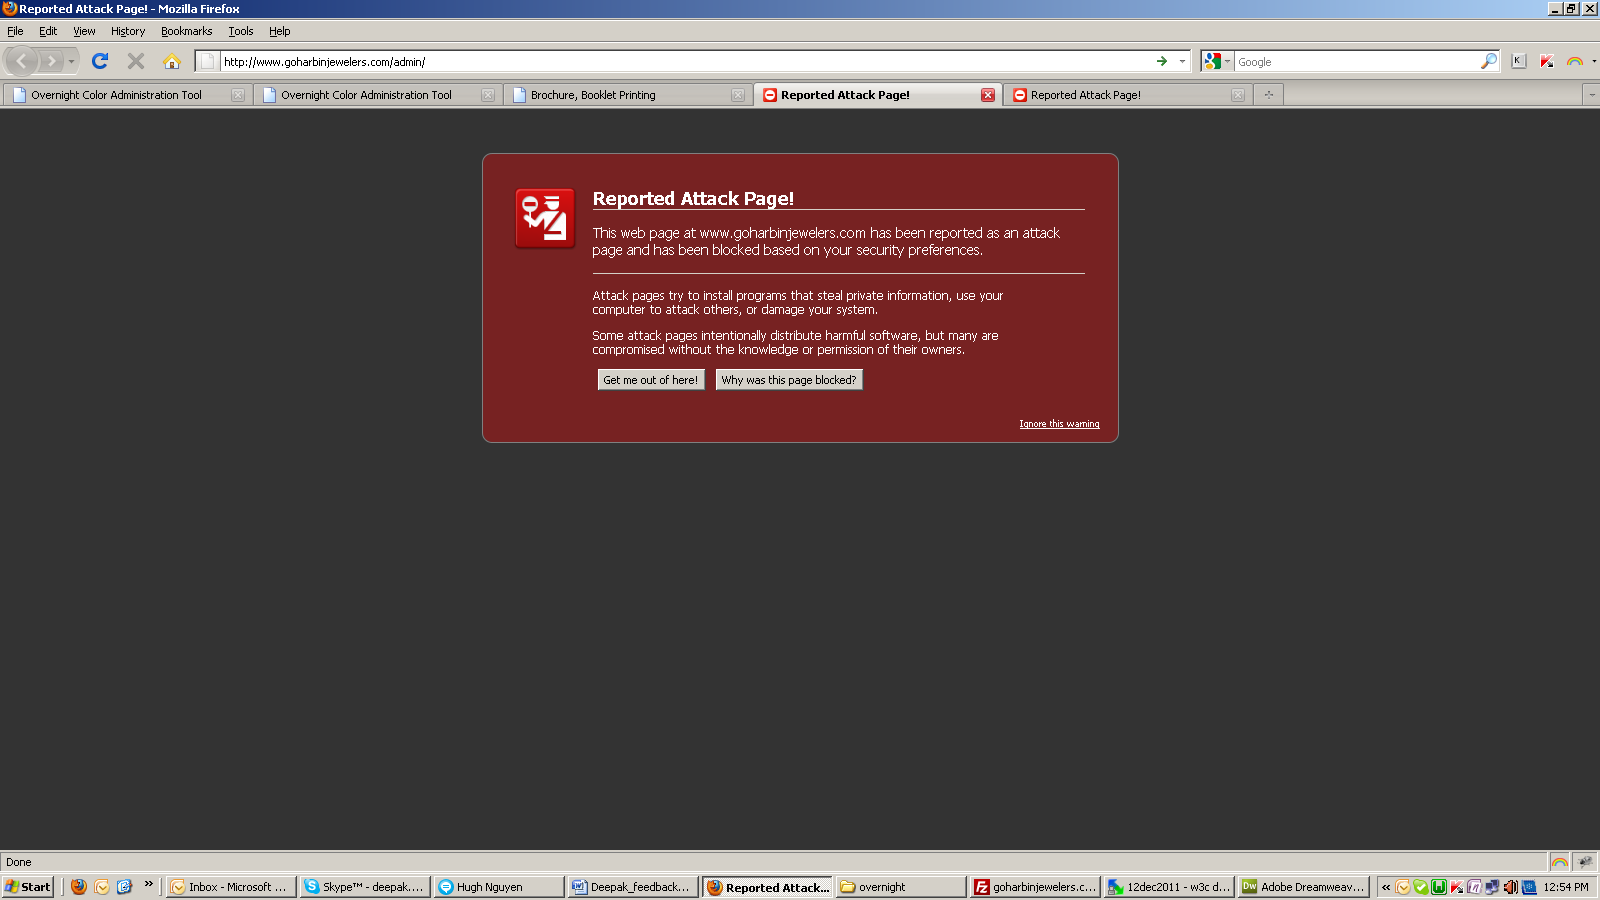 Reported Attack Page! - Mozilla Firefox
File Edit View History Bookmarks Tools Help
http://www.goharbinjewelers.com/admin/
Google
K
Overnight Color Administration Tool
Overnight Color Administration Tool
Brochure, Booklet Printing
Reported Attack Page!
Reported Attack Page!
Reported Attack Page!
This web page at www.goharbinjewelers.com has been reported as an attack
page and has been blocked based on your security preferences.
Attack pages try to install programs that steal private information, use your
computer to attack others, or damage your system.
Some attack pages intentionally distribute harmful software, but many are
compromised without the knowledge or permission of their owners.
Get me out of here!
Why was this page blocked?
Ignore this warning
Done
Start
Inbox - Microsoft ...
Skype™ - deepak....
Hugh Nguyen
Deepak_feedback...
Reported Attack...
overnight
goharbinjewelers.c...
12dec2011 - w3c d...
Dw
Adobe Dreamweav...
12:54 PM